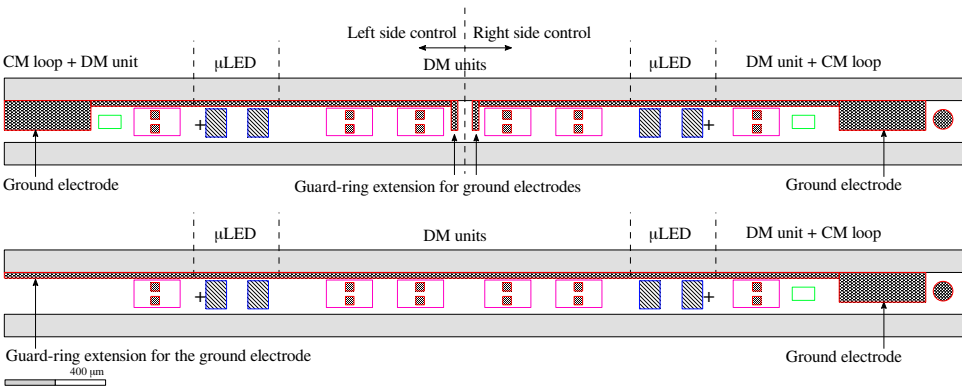 Left side control Right side control
CM loop + DM unit μLED DM units μLED DM unit + CM loop
Ground electrode Guard-ring extension for ground electrodes Ground electrode
μLED DM units μLED DM unit + CM loop
Guard-ring extension for the ground electrode Ground electrode
400 μm